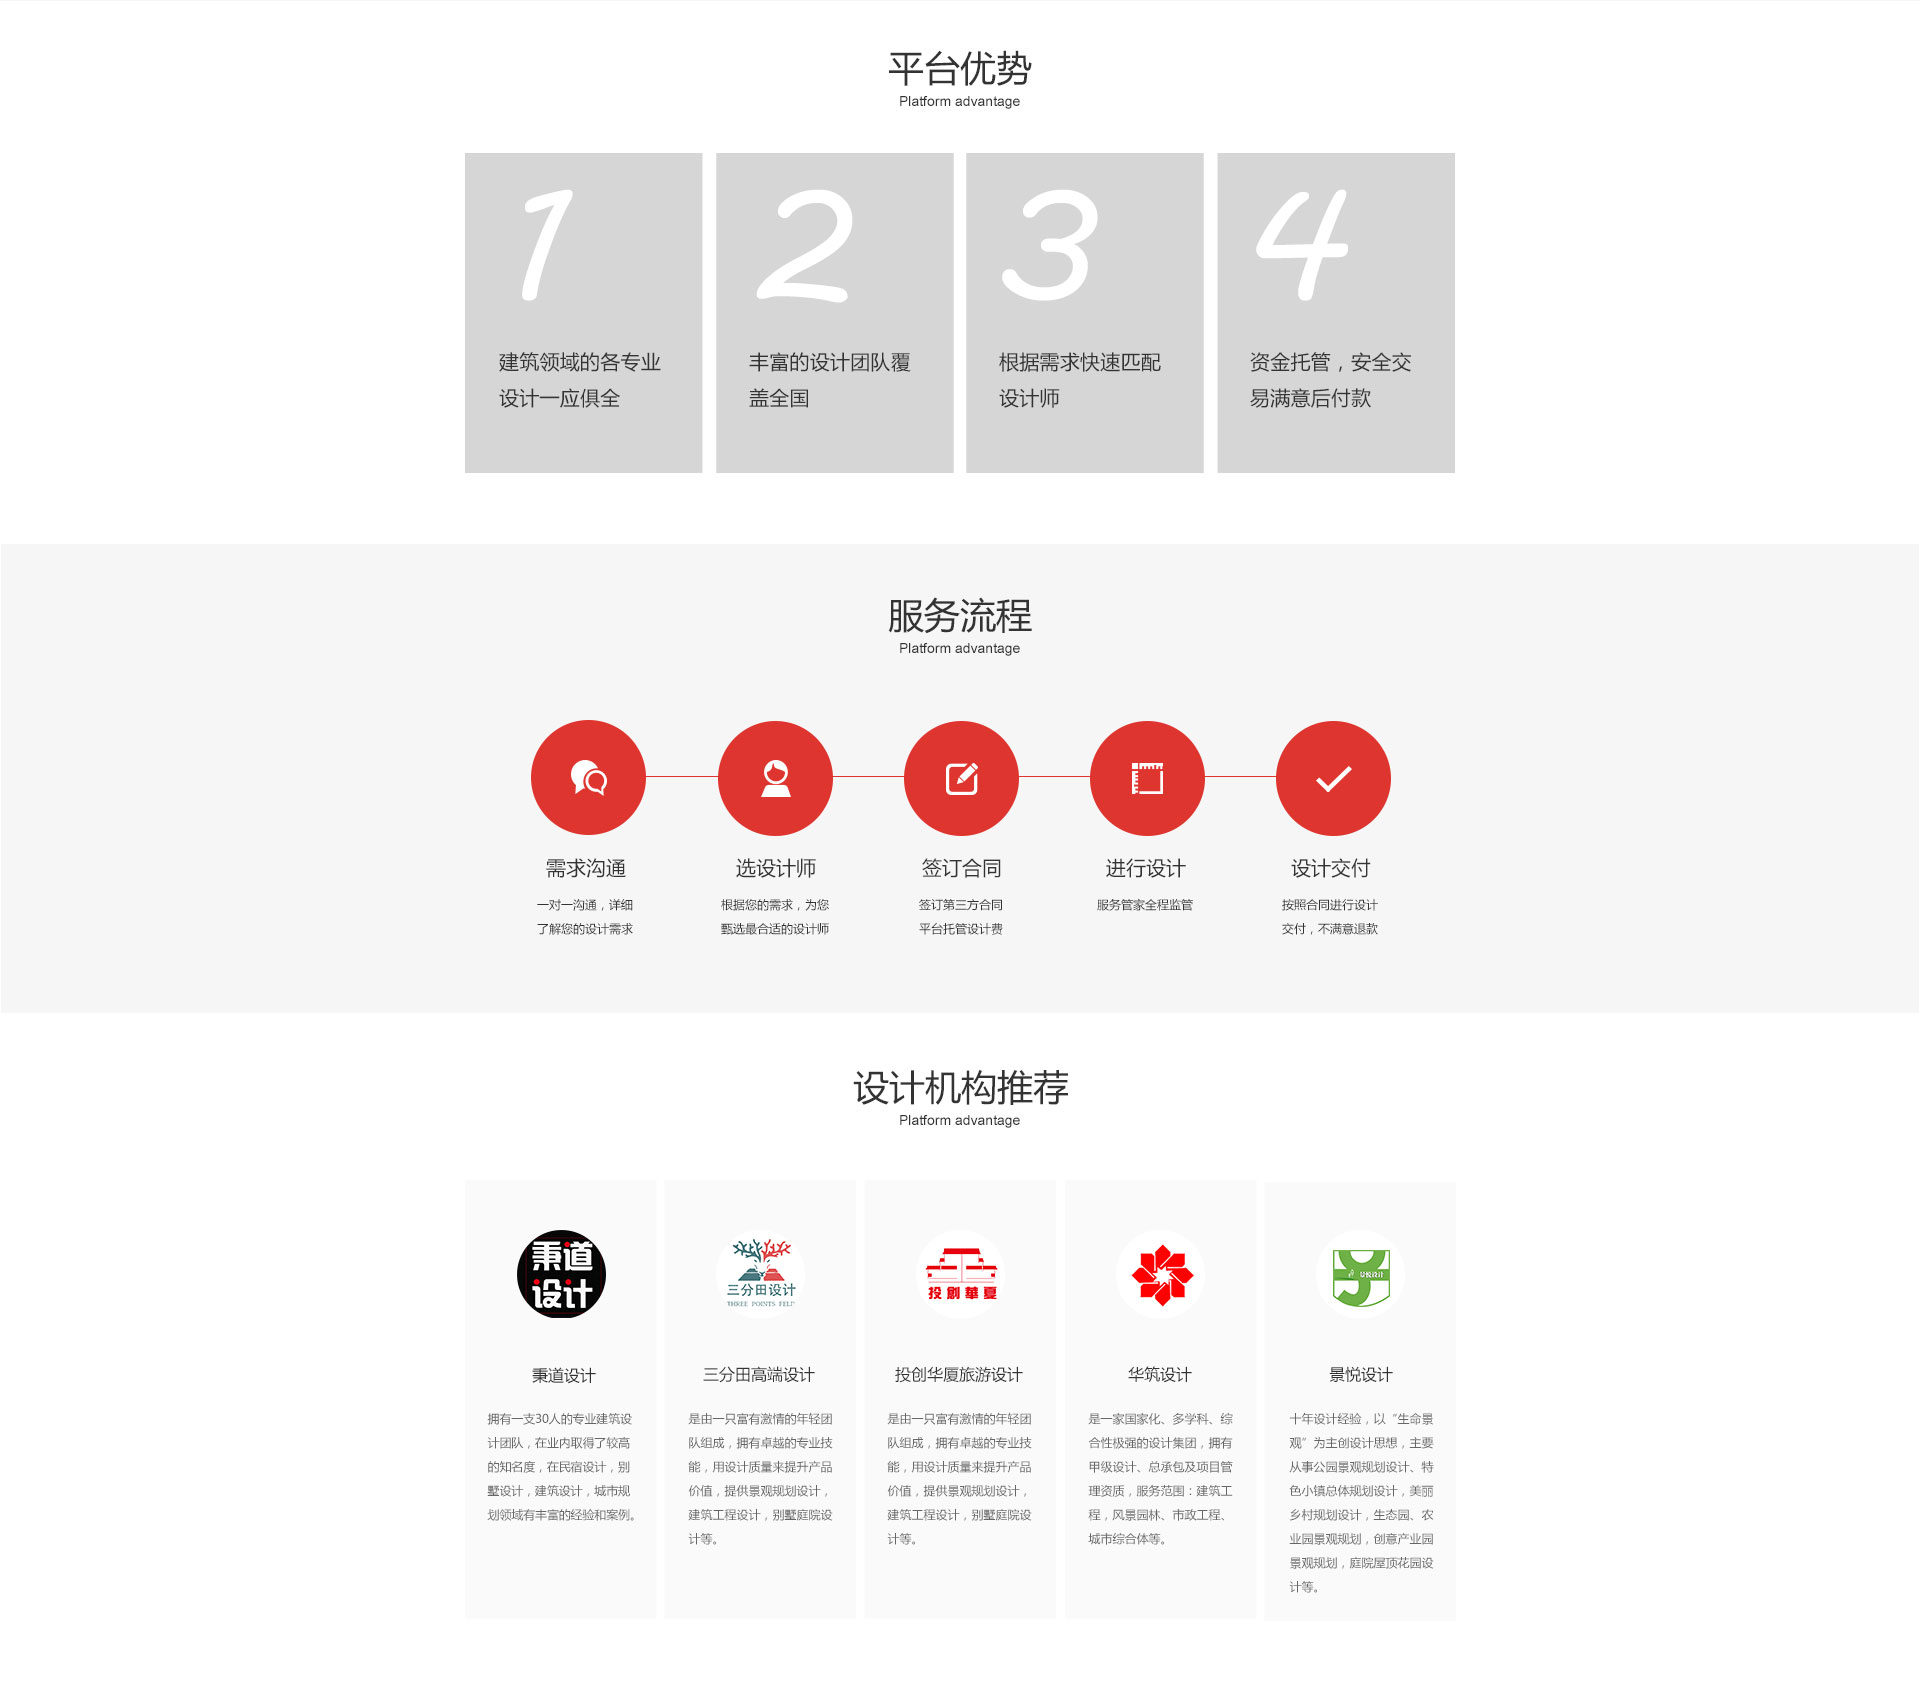 平台优势
Platform advantage
1
建筑领域的各专业
设计一应俱全
2
丰富的设计团队覆
盖全国
3
根据需求快速匹配
设计师
4
资金托管，安全交
易满意后付款
服务流程
Platform advantage
需求沟通
一对一沟通，详细
了解您的设计需求
选设计师
根据您的需求，为您
甄选最合适的设计师
签订合同
签订第三方合同
平台托管设计费
进行设计
服务管家全程监管
设计交付
按照合同进行设计
交付，不满意退款
设计机构推荐
Platform advantage
秉道
设计
秉道设计
拥有一支30人的专业建筑设
计团队，在业内取得了较高
的知名度，在民宿设计，别
墅设计，建筑设计，城市规
划领域有丰富的经验和案例。
三分田设计
THREE POINTS FELT
三分田高端设计
是由一只富有激情的年轻团
队组成，拥有卓越的专业技
能，用设计质量来提升产品
价值，提供景观规划设计，
建筑工程设计，别墅庭院设
计等。
投創華夏
投创华厦旅游设计
是由一只富有激情的年轻团
队组成，拥有卓越的专业技
能，用设计质量来提升产品
价值，提供景观规划设计，
建筑工程设计，别墅庭院设
计等。
华筑设计
是一家国家化、多学科、综
合性极强的设计集团，拥有
甲级设计、总承包及项目管
理资质，服务范围：建筑工
程，风景园林、市政工程、
城市综合体等。
景悦设计
景悦设计
十年设计经验，以“生命景
观”为主创设计思想，主要
从事公园景观规划设计、特
色小镇总体规划设计，美丽
乡村规划设计，生态园、农
业园景观规划，创意产业园
景观规划，庭院屋顶花园设
计等。